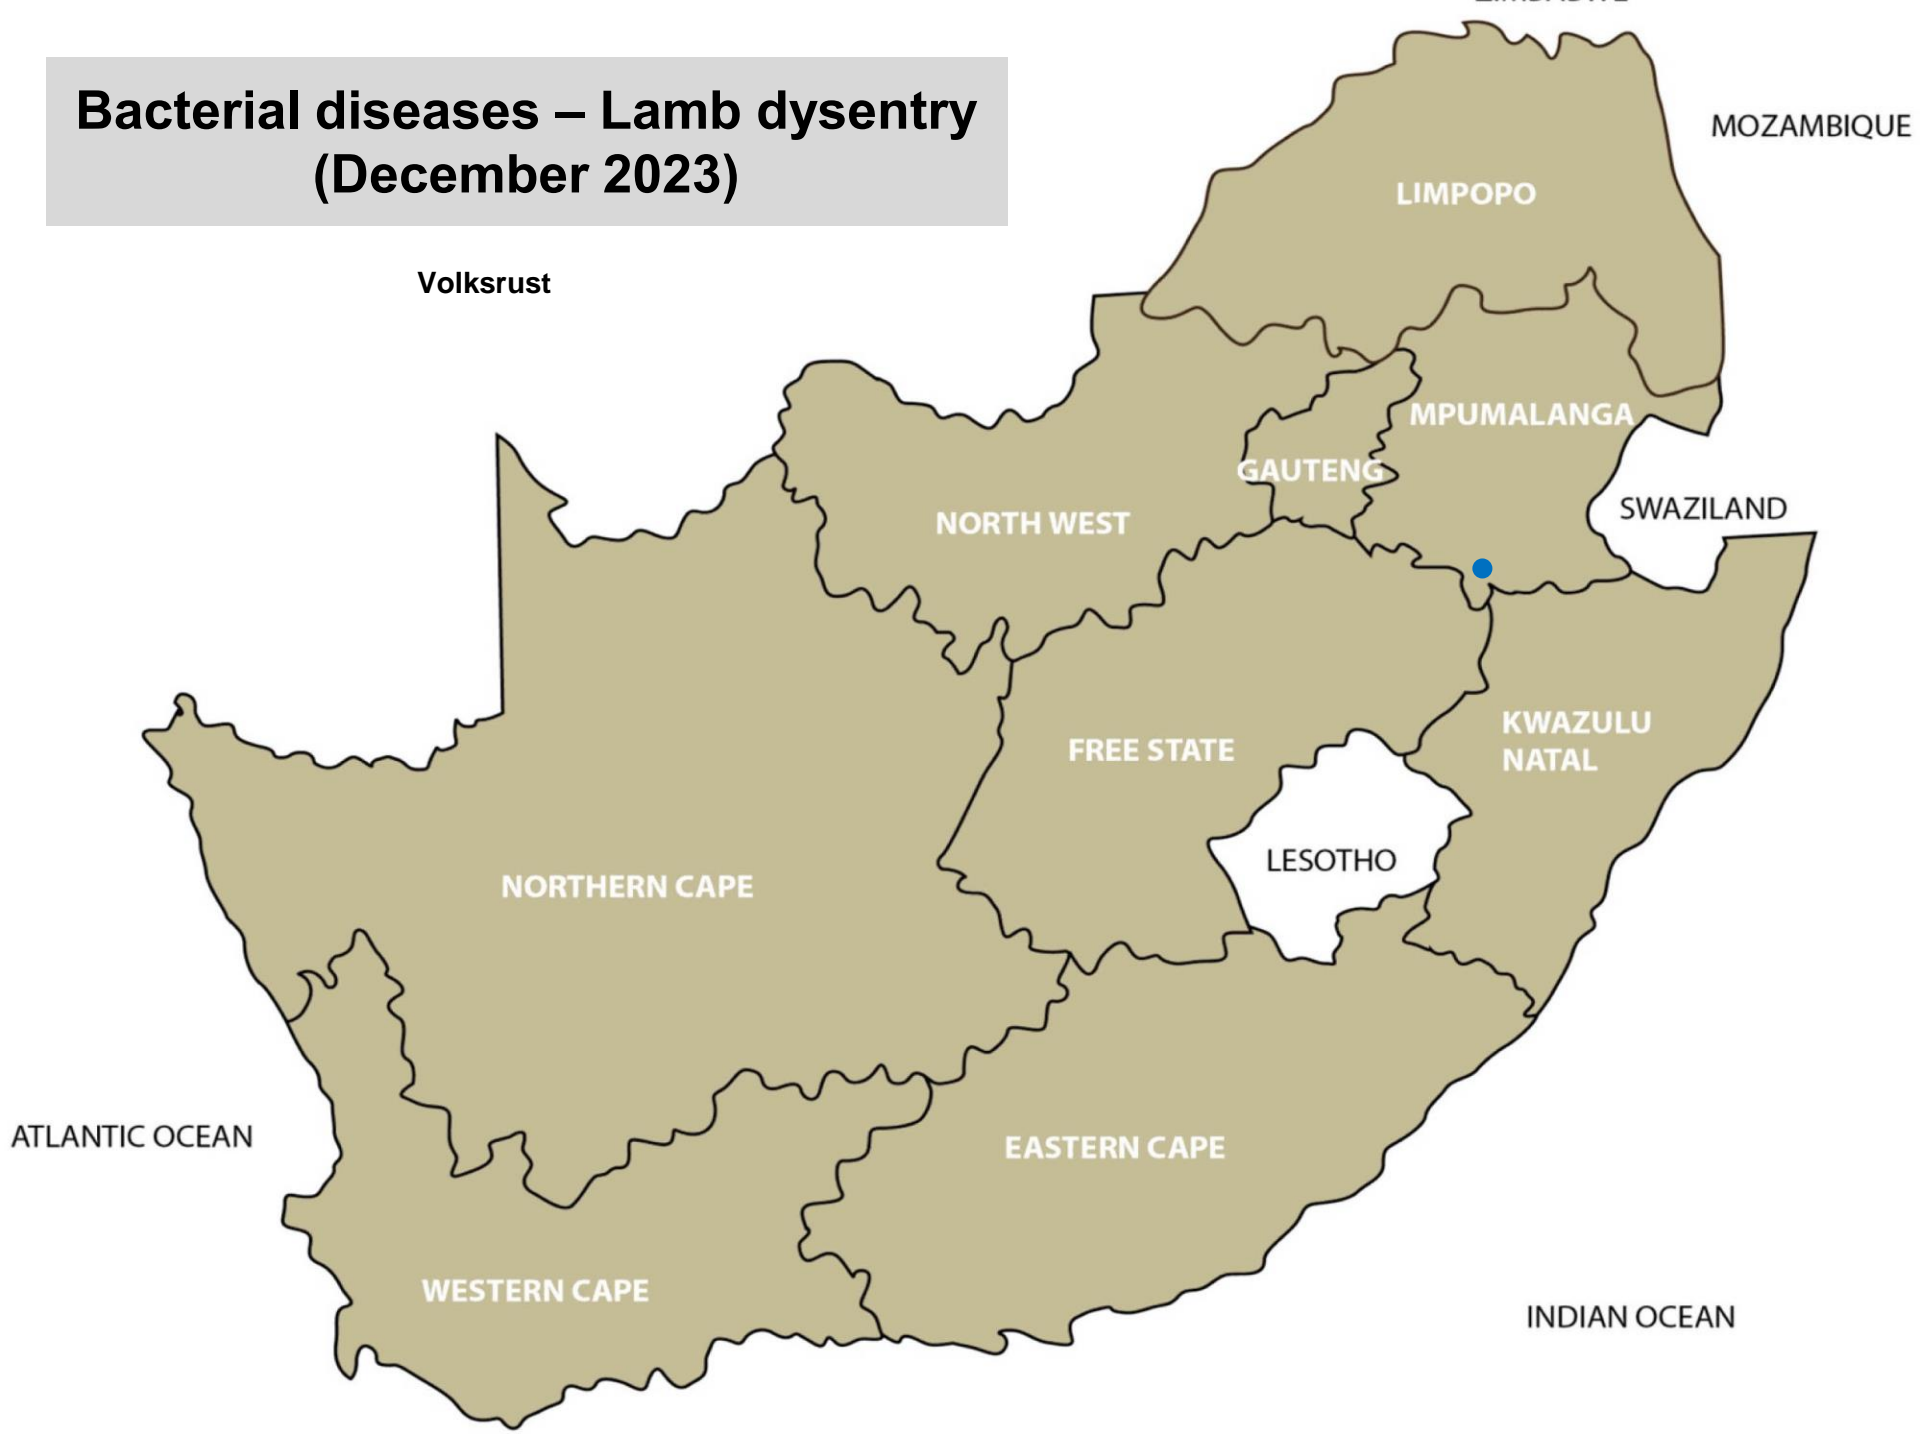 Bacterial diseases – Lamb dysentry
(December 2023)
MOZAMBIQUE
LIMPOPO
Volksrust
MPUMALANGA
GAUTENG
SWAZILAND
NORTH WEST
KWAZULU
NATAL
FREE STATE
LESOTHO
NORTHERN CAPE
ATLANTIC OCEAN
EASTERN CAPE
WESTERN CAPE
INDIAN OCEAN